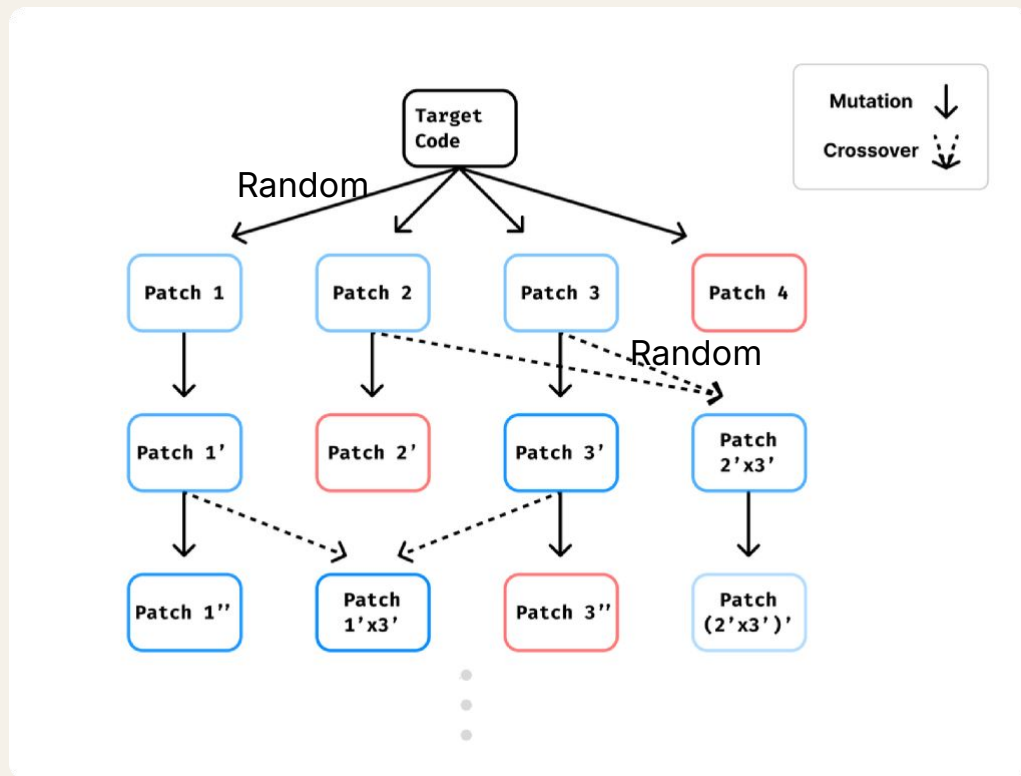 Target
Code
Mutation
Crossover
Random
Patch 1
Patch 2
Patch 3
Patch 4
Random
Patch 1’
Patch 2’
Patch 3’
Patch
2’x3’
Patch 1’’
Patch
1’x3’
Patch 3’’
Patch
(2’x3’)’